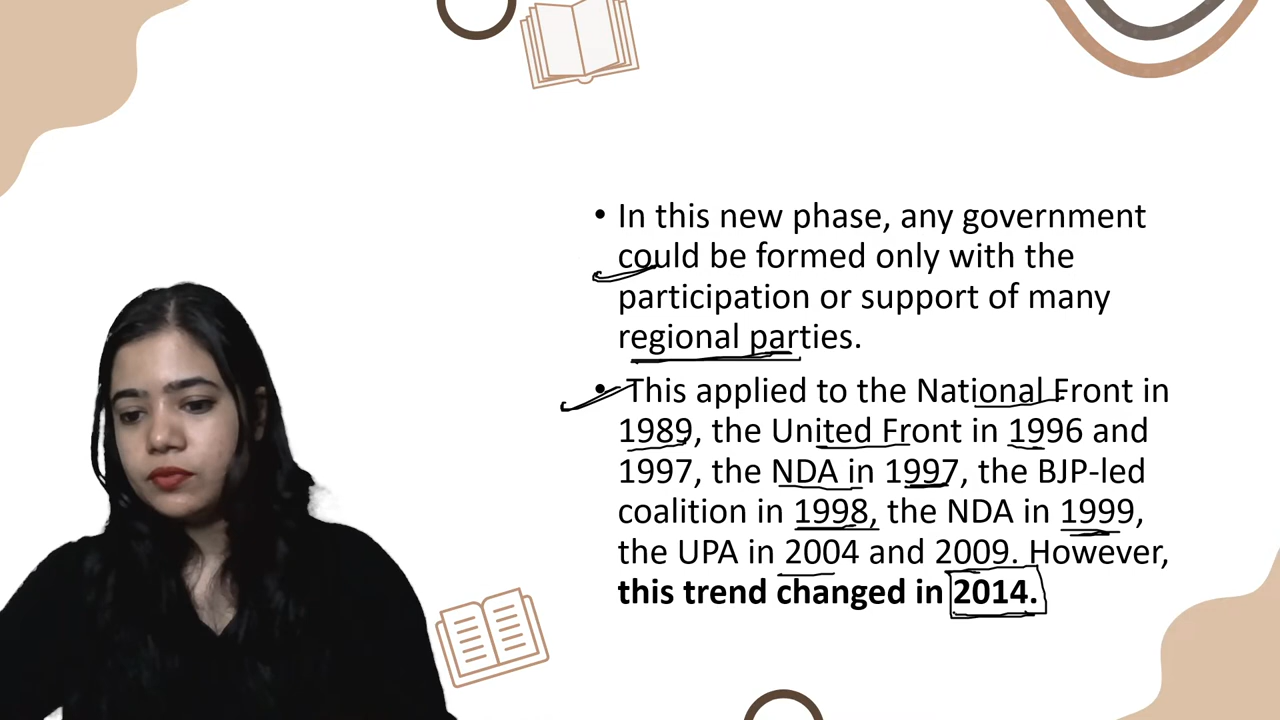 • In this new phase, any government
could be formed only with the
participation or support of many
regional parties.
• This applied to the National Front in
1989, the United Front in 1996 and
1997, the NDA in 1997, the BJP-led
coalition in 1998, the NDA in 1999,
the UPA in 2004 and 2009. However,
this trend changed in 2014.